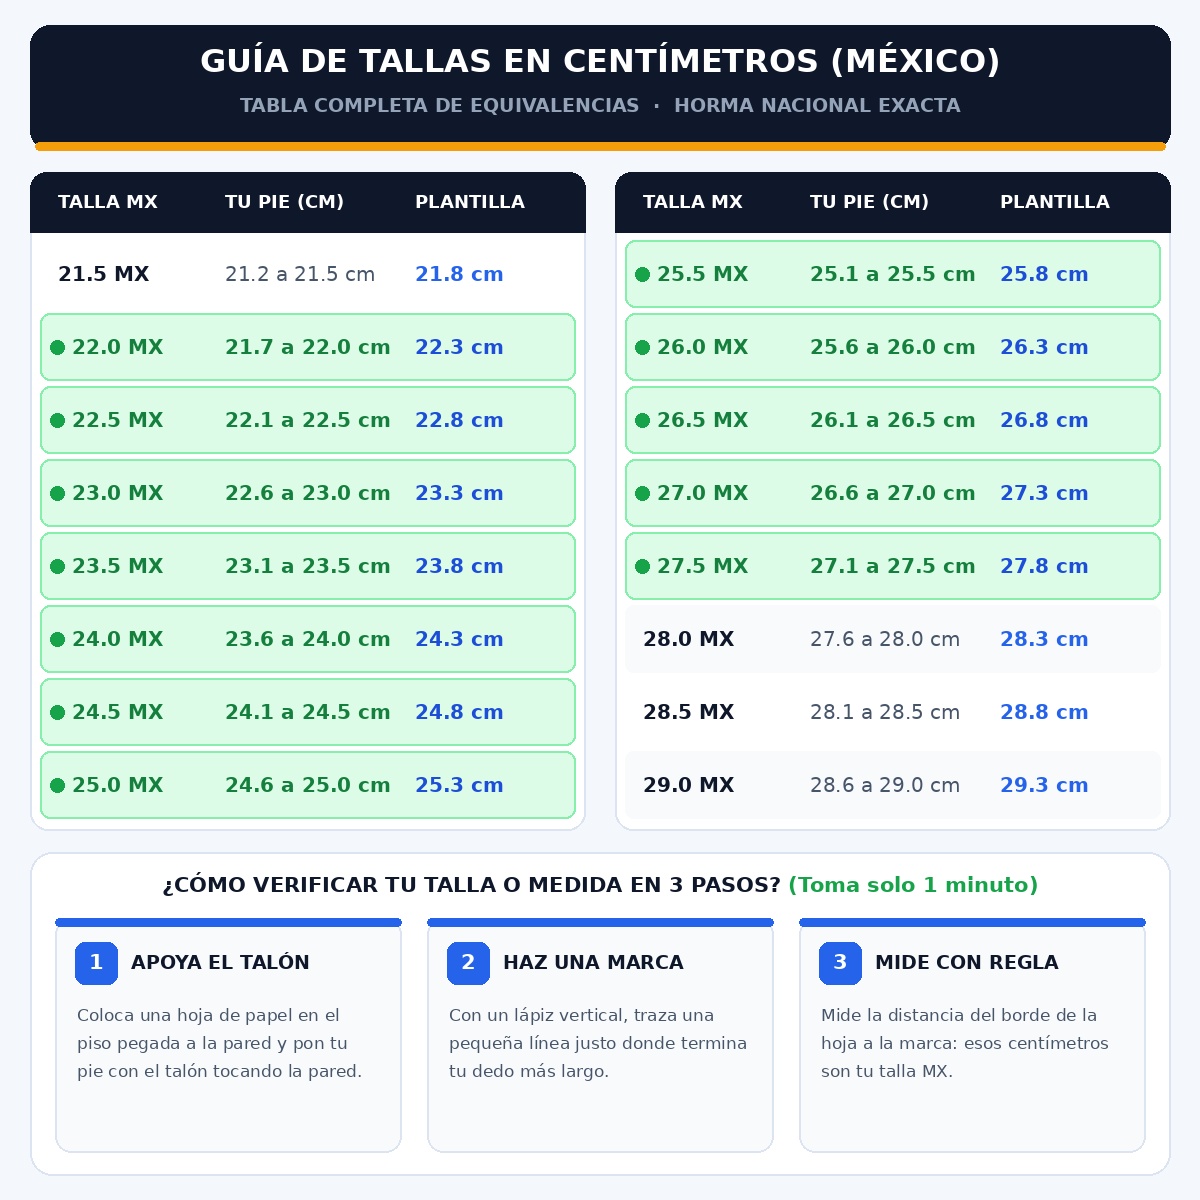 GUÍA DE TALLAS EN CENTÍMETROS (MÉXICO)
TABLA COMPLETA DE EQUIVALENCIAS · HORMA NACIONAL EXACTA
TALLA MX TU PIE (CM) PLANTILLA
21.5 MX 21.2 a 21.5 cm 21.8 cm
22.0 MX 21.7 a 22.0 cm 22.3 cm
22.5 MX 22.1 a 22.5 cm 22.8 cm
23.0 MX 22.6 a 23.0 cm 23.3 cm
23.5 MX 23.1 a 23.5 cm 23.8 cm
24.0 MX 23.6 a 24.0 cm 24.3 cm
24.5 MX 24.1 a 24.5 cm 24.8 cm
25.0 MX 24.6 a 25.0 cm 25.3 cm
TALLA MX TU PIE (CM) PLANTILLA
25.5 MX 25.1 a 25.5 cm 25.8 cm
26.0 MX 25.6 a 26.0 cm 26.3 cm
26.5 MX 26.1 a 26.5 cm 26.8 cm
27.0 MX 26.6 a 27.0 cm 27.3 cm
27.5 MX 27.1 a 27.5 cm 27.8 cm
28.0 MX 27.6 a 28.0 cm 28.3 cm
28.5 MX 28.1 a 28.5 cm 28.8 cm
29.0 MX 28.6 a 29.0 cm 29.3 cm
¿CÓMO VERIFICAR TU TALLA O MEDIDA EN 3 PASOS? (Toma solo 1 minuto)
1 APOYA EL TALÓN
Coloca una hoja de papel en el
piso pegada a la pared y pon tu
pie con el talón tocando la pared.
2 HAZ UNA MARCA
Con un lápiz vertical, traza una
pequeña línea justo donde termina
tu dedo más largo.
3 MIDE CON REGLA
Mide la distancia del borde de la
hoja a la marca: esos centímetros
son tu talla MX.